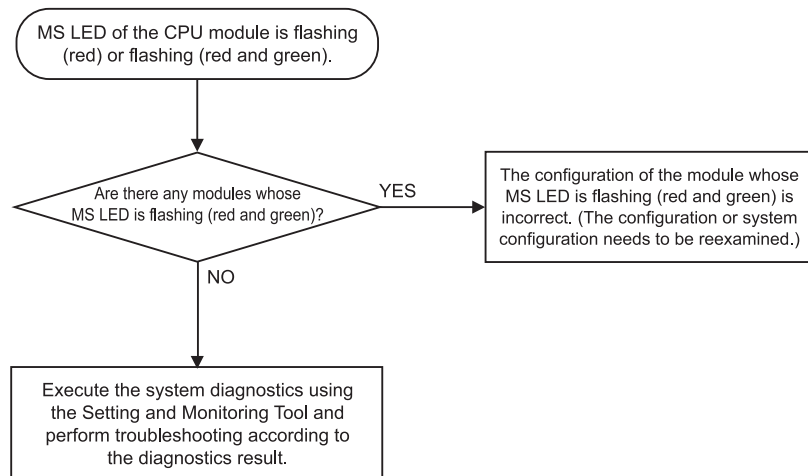 MS LED of the CPU module is flashing
(red) or flashing (red and green).
Are there any modules whose
MS LED is flashing (red and green)?
YES
The configuration of the module whose
MS LED is flashing (red and green) is
incorrect. (The configuration or system
configuration needs to be reexamined.)
NO
Execute the system diagnostics using
the Setting and Monitoring Tool and
perform troubleshooting according to
the diagnostics result.